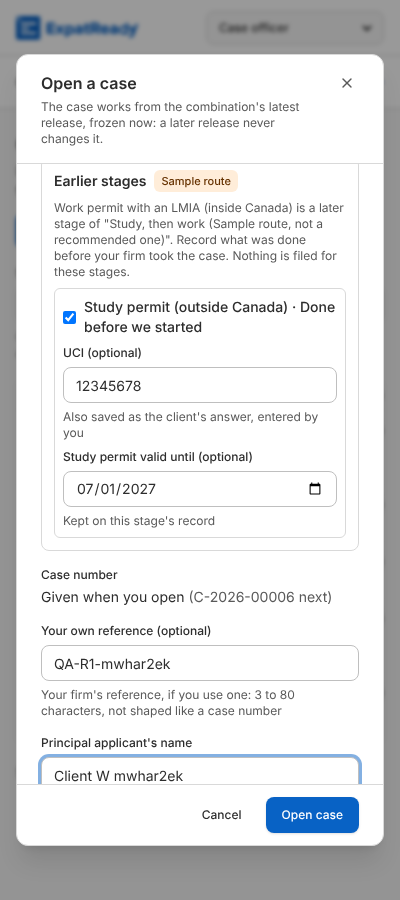 ExpatReady
Case officer
Open a case
The case works from the combination's latest
release, frozen now: a later release never
changes it.
Earlier stages
Sample route
Work permit with an LMIA (inside Canada) is a later
stage of "Study, then work (Sample route, not a
recommended one)". Record what was done
before your firm took the case. Nothing is filed for
these stages.
Study permit (outside Canada) · Done
before we started
UCI (optional)
12345678
Also saved as the client's answer, entered by
you
Study permit valid until (optional)
07/01/2027
Kept on this stage's record
Case number
Given when you open (C-2026-00006 next)
Your own reference (optional)
QA-R1-mwhar2ek
Your firm's reference, if you use one: 3 to 80
characters, not shaped like a case number
Principal applicant's name
Client W mwhar2ek
Cancel
Open case